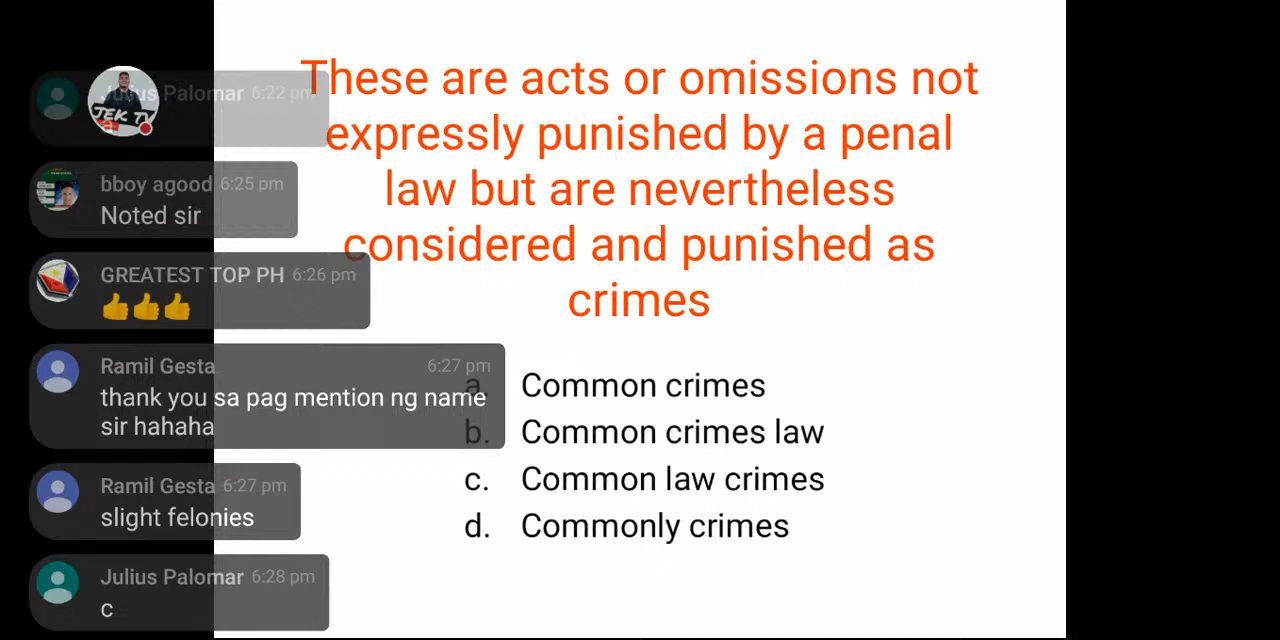 These are acts or omissions not
expressly punished by a penal
law but are nevertheless
considered and punished as
crimes
a. Common crimes
b. Common crimes law
c. Common law crimes
d. Commonly crimes
Julius Palomar 6:22 pm
JEK TV
bboy agood 6:25 pm
Noted sir
GREATEST TOP PH 6:26 pm
👍👍👍
Ramil Gesta 6:27 pm
thank you sa pag mention ng name
sir hahaha
Ramil Gesta 6:27 pm
slight felonies
Julius Palomar 6:28 pm
c